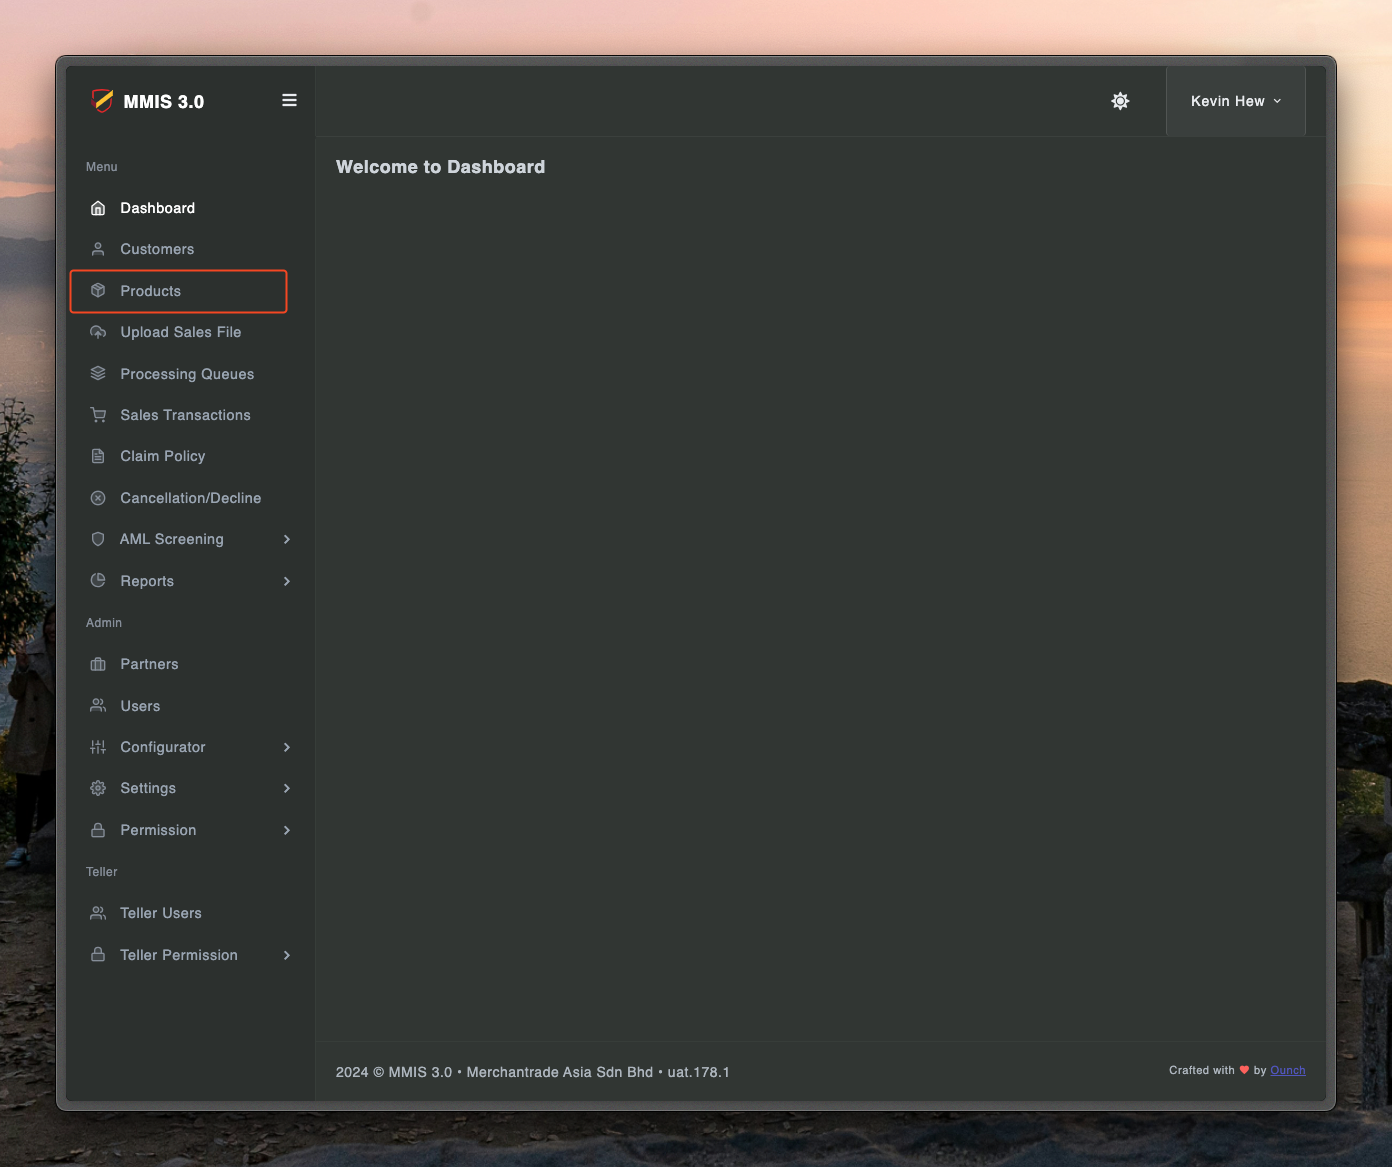 MMIS 3.0
Kevin Hew
Menu
Dashboard
Customers
Products
Upload Sales File
Processing Queues
Sales Transactions
Claim Policy
Cancellation/Decline
AML Screening
Reports
Admin
Partners
Users
Configurator
Settings
Permission
Teller
Teller Users
Teller Permission
Welcome to Dashboard
2024 © MMIS 3.0 • Merchantrade Asia Sdn Bhd • uat.178.1
Crafted with ♥ by Ounch